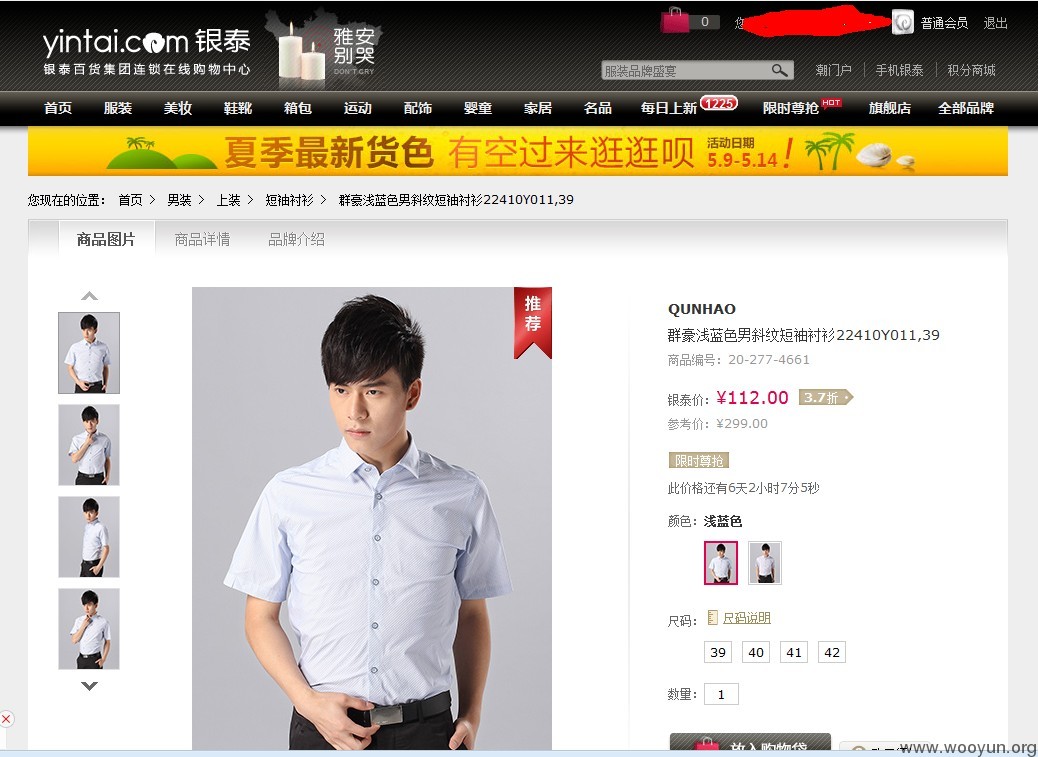 0
您
普通会员
退出
yintai.com 银泰
银泰百货集团连锁在线购物中心
雅安
别哭
DON'T CRY
服装品牌盛宴
潮门户
手机银泰
积分商城
首页 服装 美妆 鞋靴 箱包 运动 配饰 婴童 家居 名品 每日上新 1225 限时尊抢 HOT 旗舰店 全部品牌
夏季最新货色 有空过来逛逛呗
活动日期
5.9-5.14!
您现在的位置: 首页 > 男装 > 上装 > 短袖衬衫 > 群豪浅蓝色男斜纹短袖衬衫22410Y011,39
商品图片 商品详情 品牌介绍
推
荐
QUNHAO
群豪浅蓝色男斜纹短袖衬衫22410Y011,39
商品编号: 20-277-4661
银泰价: ¥112.00 3.7折
参考价: ¥299.00
限时尊抢
此价格还有6天2小时7分5秒
颜色: 浅蓝色
尺码: 尺码说明
39 40 41 42
数量: 1
放入购物袋
www.wooyun.org